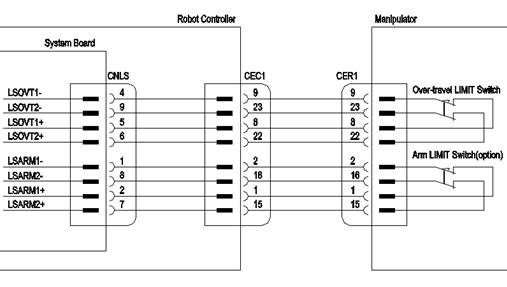 Robot Controller Manipulator
System Board
CNLS CEC1 CER1
LSOVT1- 4 9 9 Over-travel LIMIT Switch
LSOVT2- 9 23 23
LSOVT1+ 5 8 8
LSOVT2+ 6 22 22
LSARM1- 1 2 2 Arm LIMIT Switch(option)
LSARM2- 8 16 16
LSARM1+ 2 1 1
LSARM2+ 7 15 15